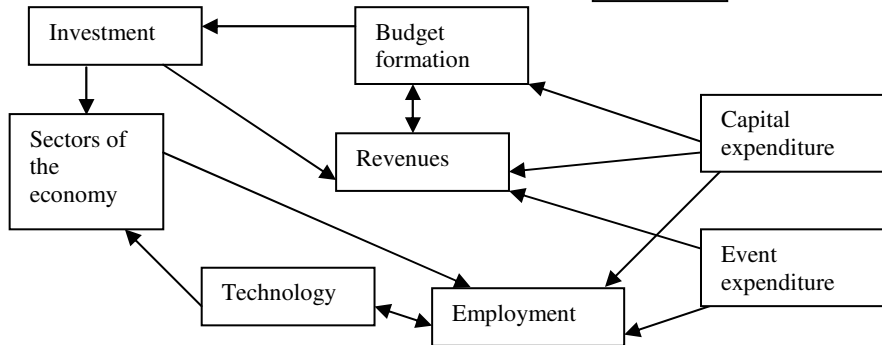 Investment
Budget
formation
Capital
expenditure
Sectors of
the
economy
Revenues
Event
expenditure
Technology
Employment